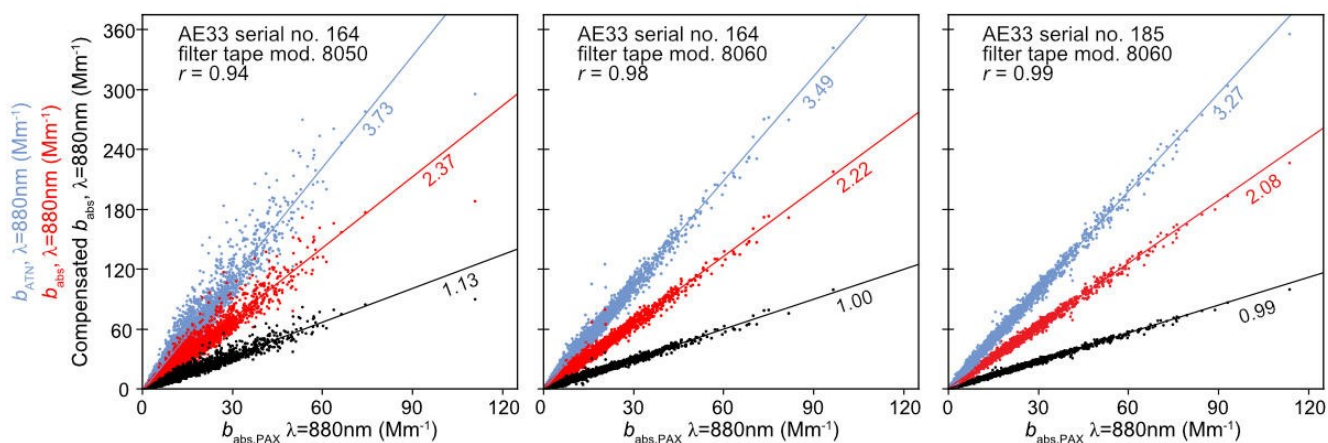 b_ATN, λ=880nm (Mm⁻¹)
b_abs, λ=880nm (Mm⁻¹)
Compensated b_abs, λ=880nm (Mm⁻¹)
360
300
240
180
120
60
0
AE33 serial no. 164
filter tape mod. 8050
r = 0.94
3.73
2.37
1.13
0 30 60 90 120
b_abs,PAX λ=880nm (Mm⁻¹)
AE33 serial no. 164
filter tape mod. 8060
r = 0.98
3.49
2.22
1.00
0 30 60 90 120
b_abs,PAX λ=880nm (Mm⁻¹)
AE33 serial no. 185
filter tape mod. 8060
r = 0.99
3.27
2.08
0.99
0 30 60 90 120
b_abs,PAX λ=880nm (Mm⁻¹)